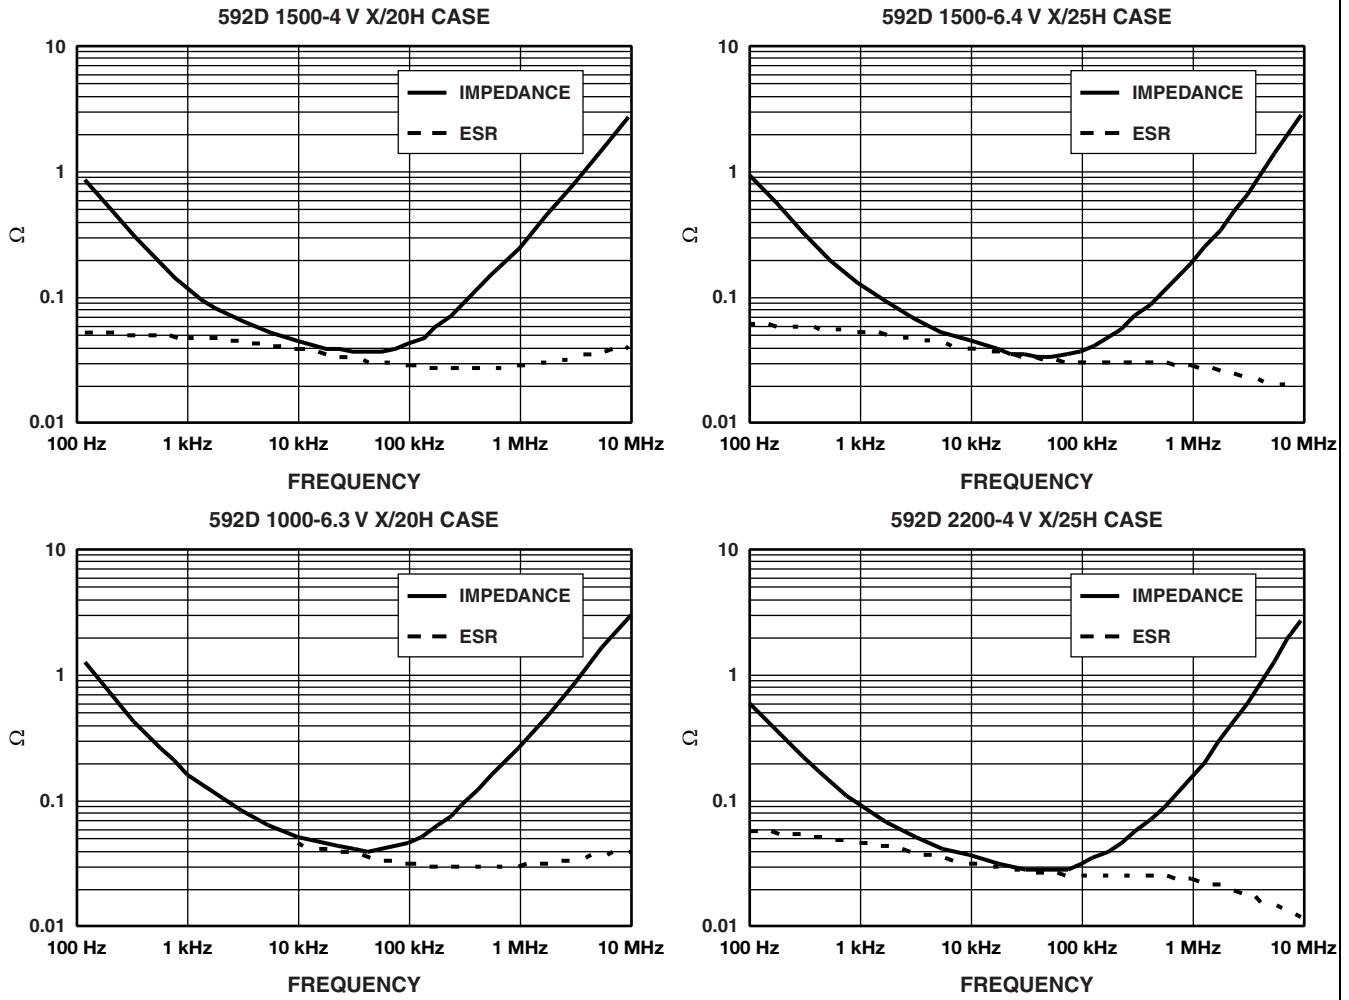 592D 1500-4 V X/20H CASE
10
1
0.1
0.01
Ω
IMPEDANCE
ESR
100 Hz 1 kHz 10 kHz 100 kHz 1 MHz 10 MHz
FREQUENCY
592D 1500-6.4 V X/25H CASE
10
1
0.1
0.01
Ω
IMPEDANCE
ESR
100 Hz 1 kHz 10 kHz 100 kHz 1 MHz 10 MHz
FREQUENCY
592D 1000-6.3 V X/20H CASE
10
1
0.1
0.01
Ω
IMPEDANCE
ESR
100 Hz 1 kHz 10 kHz 100 kHz 1 MHz 10 MHz
FREQUENCY
592D 2200-4 V X/25H CASE
10
1
0.1
0.01
Ω
IMPEDANCE
ESR
100 Hz 1 kHz 10 kHz 100 kHz 1 MHz 10 MHz
FREQUENCY